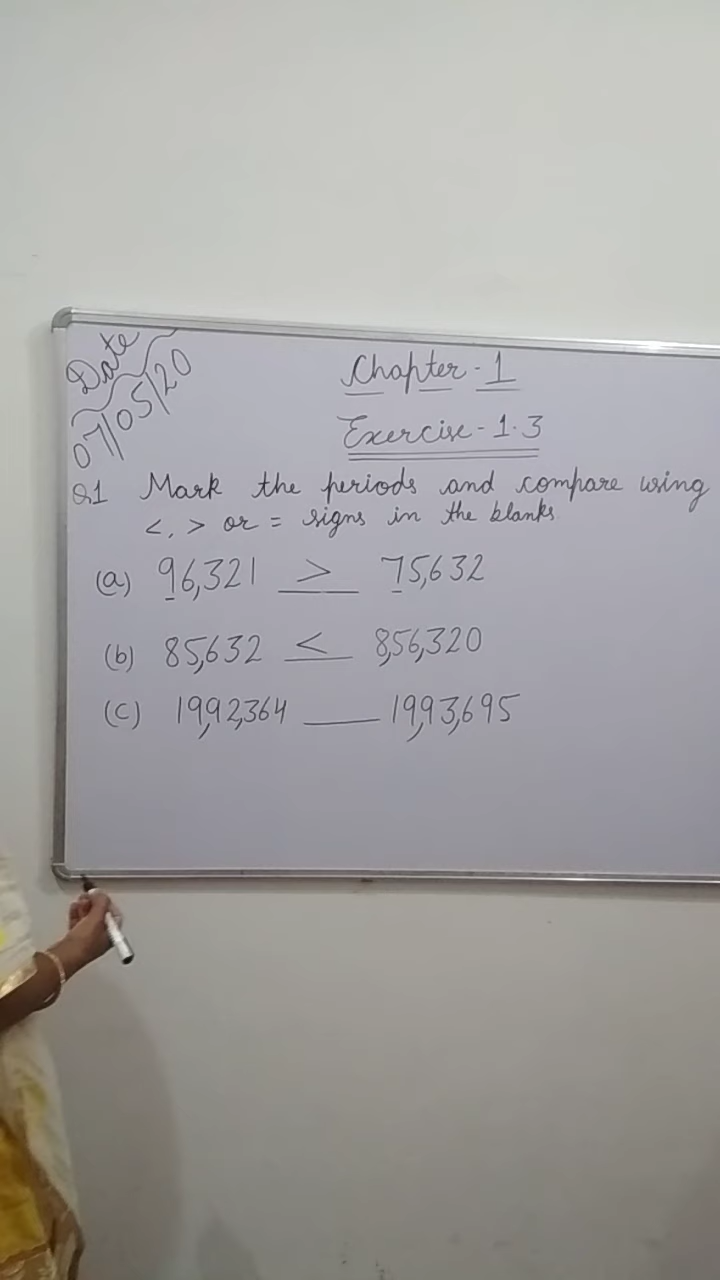 Date
07/05/20
Chapter - 1
Exercise - 1.3
Q1 Mark the periods and compare using
<, > or = signs in the blanks
(a) 96,321 > 75,632
(b) 85,632 < 8,56,320
(c) 19,92,364 ____ 19,93,695